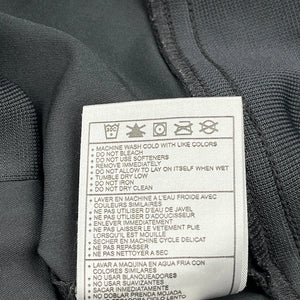 • MACHINE WASH COLD WITH LIKE COLORS
• DO NOT BLEACH
• DO NOT USE SOFTENERS
• REMOVE IMMEDIATELY
• DO NOT ALLOW TO LAY ON ITSELF WHEN WET
• TUMBLE DRY LOW
• DO NOT IRON
• DO NOT DRY CLEAN
• LAVER EN MACHINE A L'EAU FROIDE AVEC
COULEURS SIMILAIRES
• NE PAS UTILISER D'EAU DE JAVEL
• NE PAS UTILISER D'ADOUCISSEUR
• ENLEVER IMMEDIATEMENT
• NE PAS LAISSER LE VETEMENT PLIE
LORSQU'IL EST MOUILLE
• SECHER EN MACHINE CYCLE DELICAT
• NE PAS REPASSER
• NE PAS NETTOYER A SEC
• LAVAR A MAQUINA EN AGUA FRIA CON
COLORES SIMILARES
• NO USAR BLANQUEADORES
• NO USAR SUAVIZANTES
• SAQUE DE INMEDIATO
NO DOBLAR PRENDA MOJADA